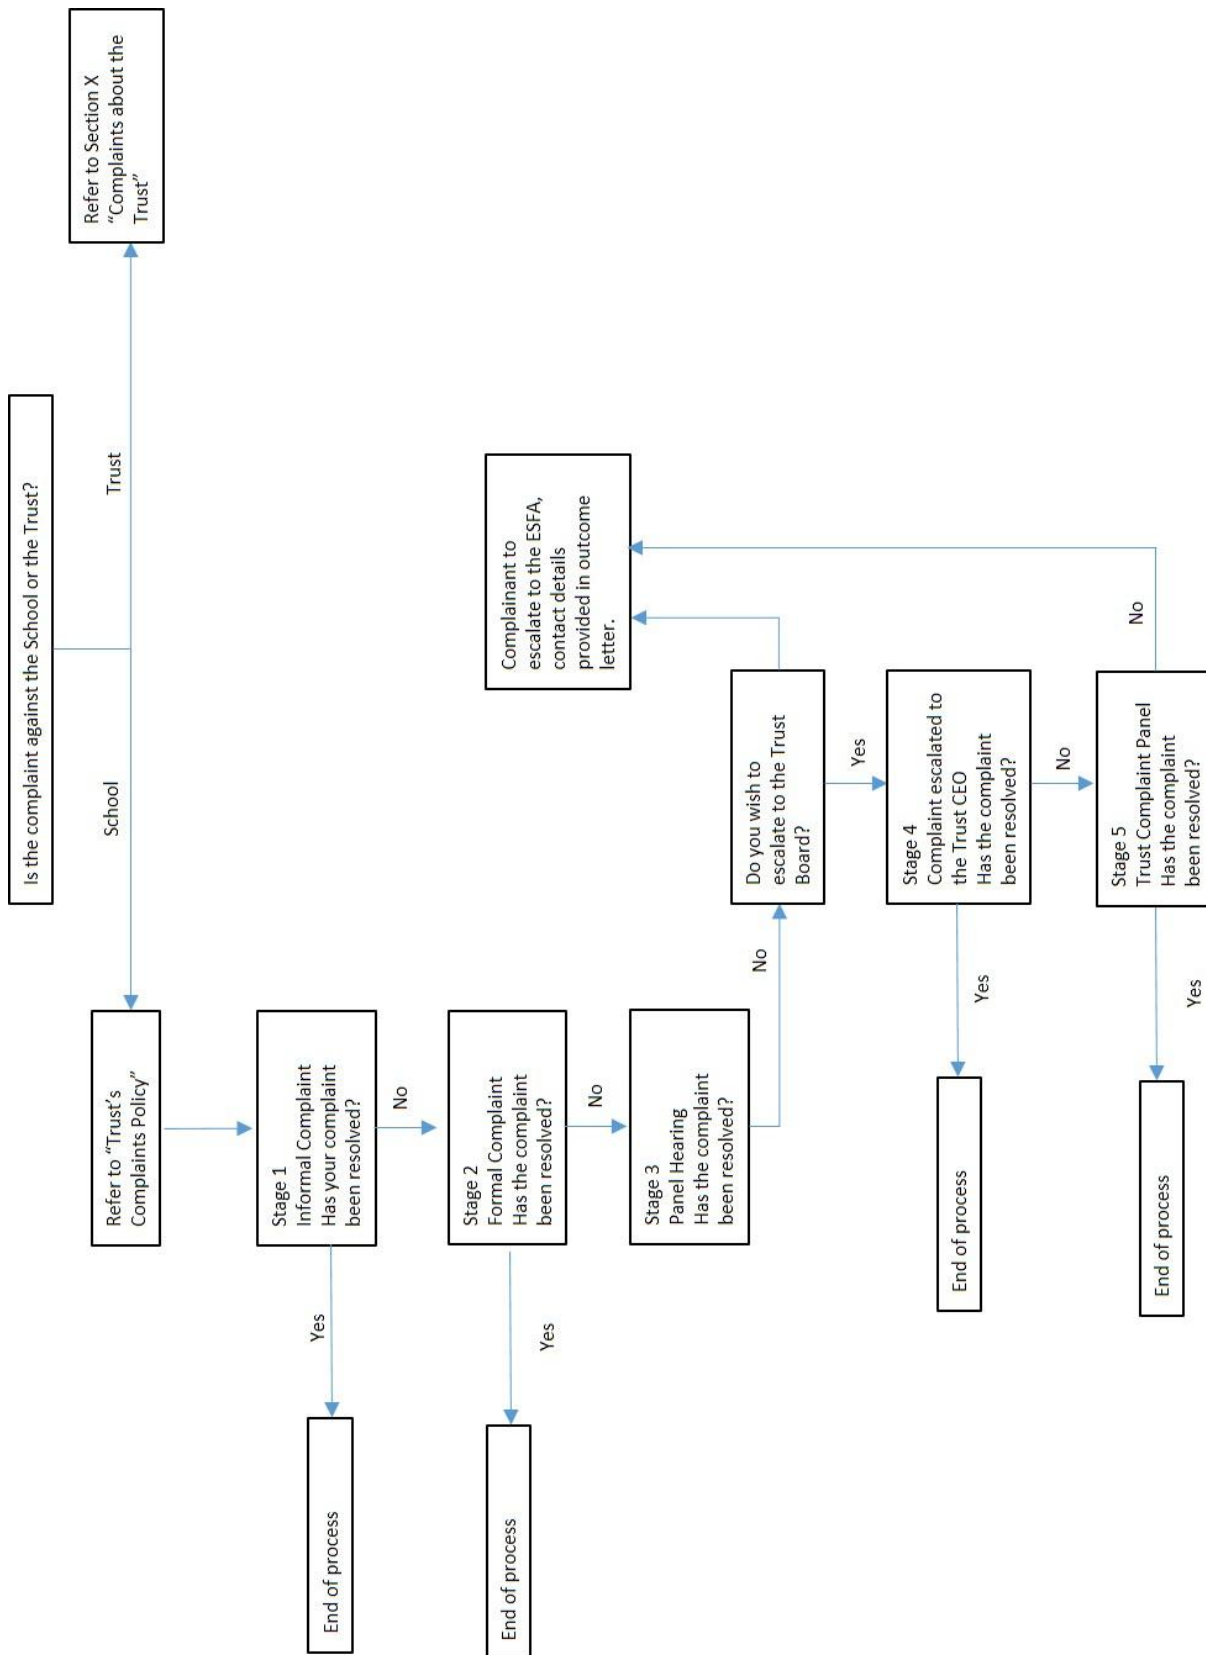 Is the complaint against the School or the Trust?
School
Trust
Refer to "Trust's
Complaints Policy"
Refer to Section X
“Complaints about the
Trust”
Stage 1
Informal Complaint
Has your complaint
been resolved?
Yes
End of process
No
Stage 2
Formal Complaint
Has the complaint
been resolved?
Yes
End of process
No
Stage 3
Panel Hearing
Has the complaint
been resolved?
No
Do you wish to
escalate to the Trust
Board?
Complainant to
escalate to the ESFA,
contact details
provided in outcome
letter.
Yes
Stage 4
Complaint escalated to
the Trust CEO
Has the complaint
been resolved?
Yes
End of process
No
Stage 5
Trust Complaint Panel
Has the complaint
been resolved?
Yes
End of process
No